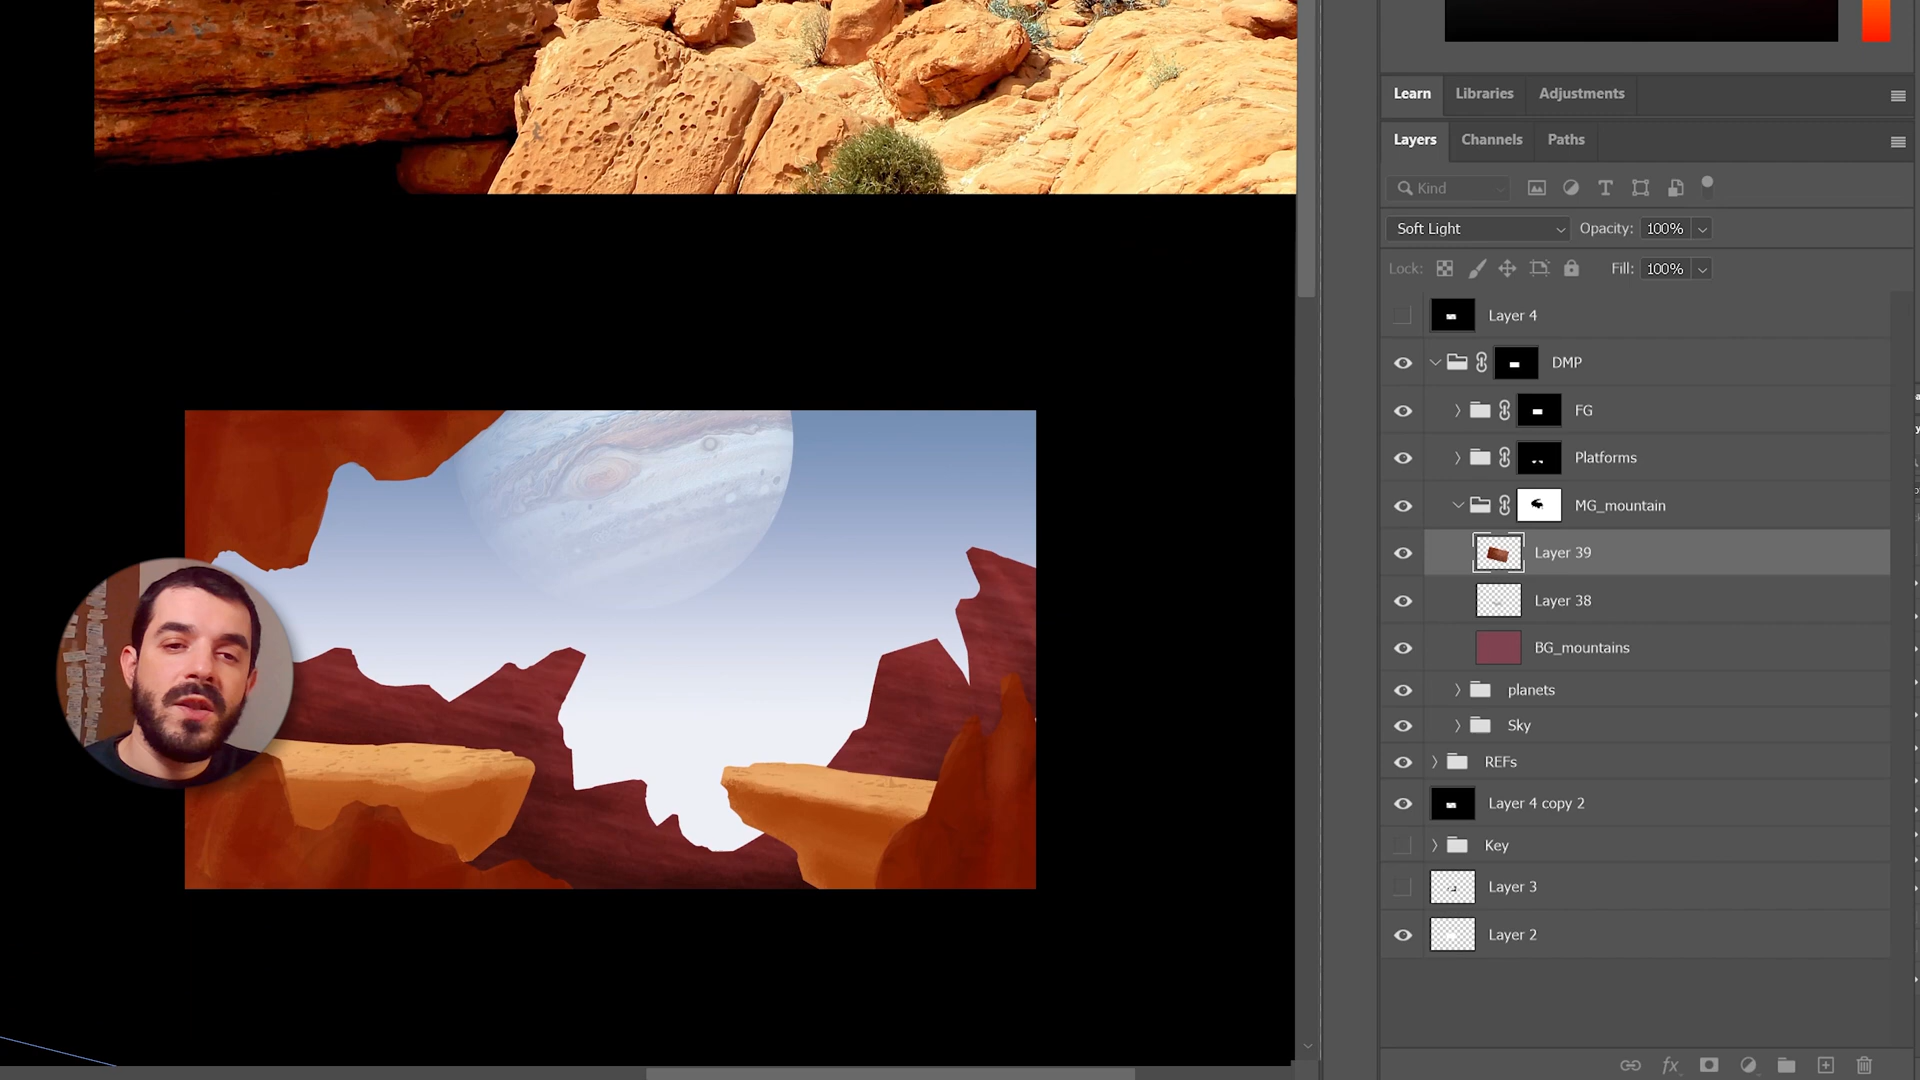 Learn Libraries Adjustments
Layers Channels Paths
Kind
Soft Light Opacity: 100%
Lock: Fill: 100%
Layer 4
DMP
FG
Platforms
MG_mountain
Layer 39
Layer 38
BG_mountains
planets
Sky
REFs
Layer 4 copy 2
Key
Layer 3
Layer 2
fx